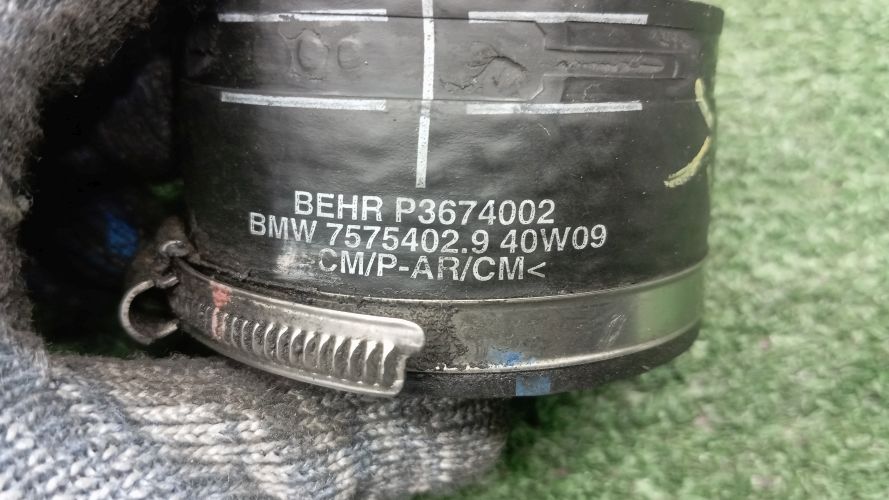 BEHR P3674002
BMW 7575402.9 40W09
CM/P-AR/CM<